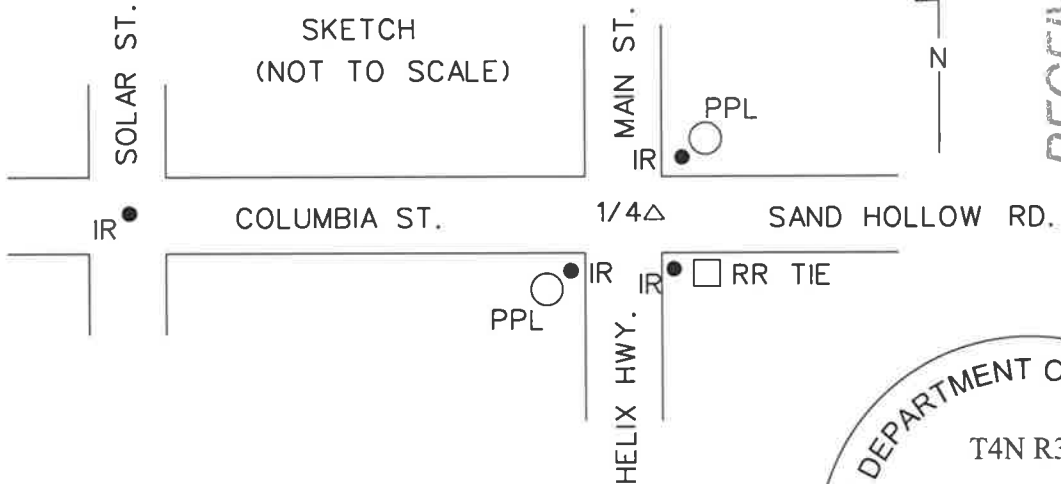 SOLAR ST.
SKETCH
(NOT TO SCALE)
MAIN ST.
N
PPL
IR
IR
COLUMBIA ST.
1/4△
SAND HOLLOW RD.
IR
PPL
IR
RR TIE
HELIX HWY.
DEPARTMENT
T4N